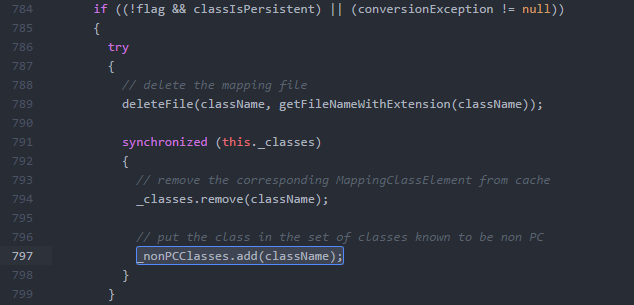 784 if ((!flag && classIsPersistent) || (conversionException != null))
785 {
786 try
787 {
788 // delete the mapping file
789 deleteFile(className, getFileNameWithExtension(className));
790
791 synchronized (this._classes)
792 {
793 // remove the corresponding MappingClassElement from cache
794 _classes.remove(className);
795
796 // put the class in the set of classes known to be non PC
797 _nonPCClasses.add(className);
798 }
799 }